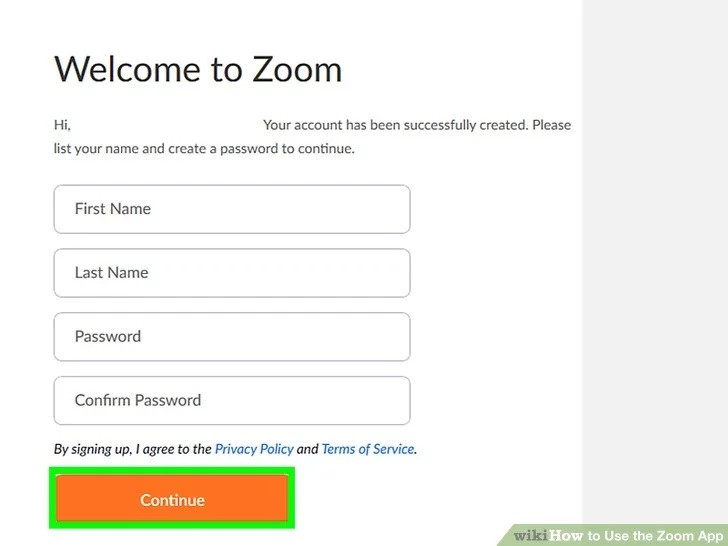 Welcome to Zoom
Hi, Your account has been successfully created. Please
list your name and create a password to continue.
First Name
Last Name
Password
Confirm Password
By signing up, I agree to the Privacy Policy and Terms of Service.
Continue
wikiHow to Use the Zoom App